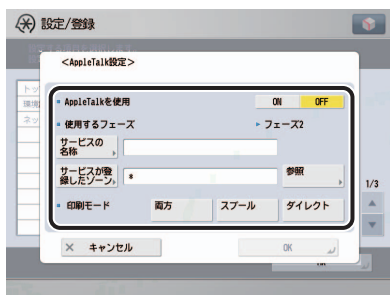 設定/登録
<AppleTalk設定>
AppleTalkを使用 ON OFF
使用するフェーズ ▸ フェーズ2
サービスの
名称
サービスが登
録したゾーン
*
参照
印刷モード 両方 スプール ダイレクト
1/3
× キャンセル OK